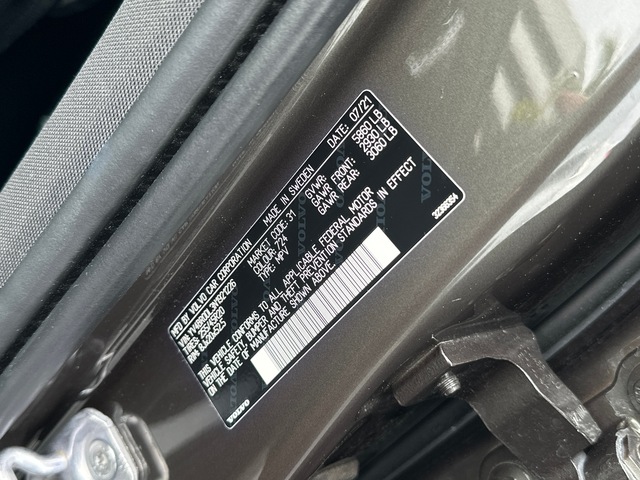 MFD BY VOLVO CAR CORPORATION
MADE IN SWEDEN
DATE: 07/21
MARKET CODE: 31
COLOUR: 724
TYPE: MPV
GVWR: 5860 LB
GAWR FRONT: 2930 LB
GAWR REAR: 3060 LB
THIS VEHICLE CONFORMS TO ALL APPLICABLE FEDERAL MOTOR
VEHICLE SAFETY, BUMPER, AND THEFT PREVENTION STANDARDS IN EFFECT
ON THE DATE OF MANUFACTURE SHOWN ABOVE.
VOLVO